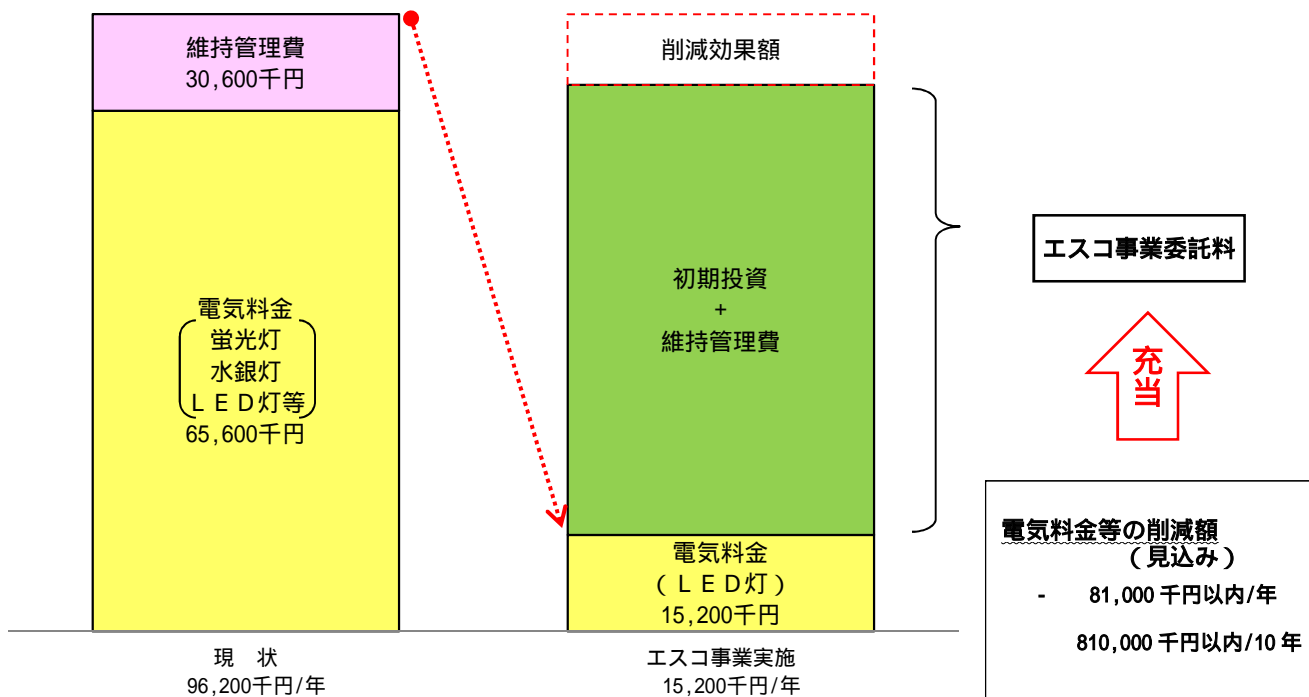 維持管理費
30,600千円
電気料金
蛍光灯
水銀灯
ＬＥＤ灯等
65,600千円
現　状
96,200千円/年
削減効果額
初期投資
+
維持管理費
電気料金
(ＬＥＤ灯)
15,200千円
エスコ事業実施
15,200千円/年
エスコ事業委託料
充当
電気料金等の削減額
（見込み）
- 81,000 千円以内/年
810,000 千円以内/10 年